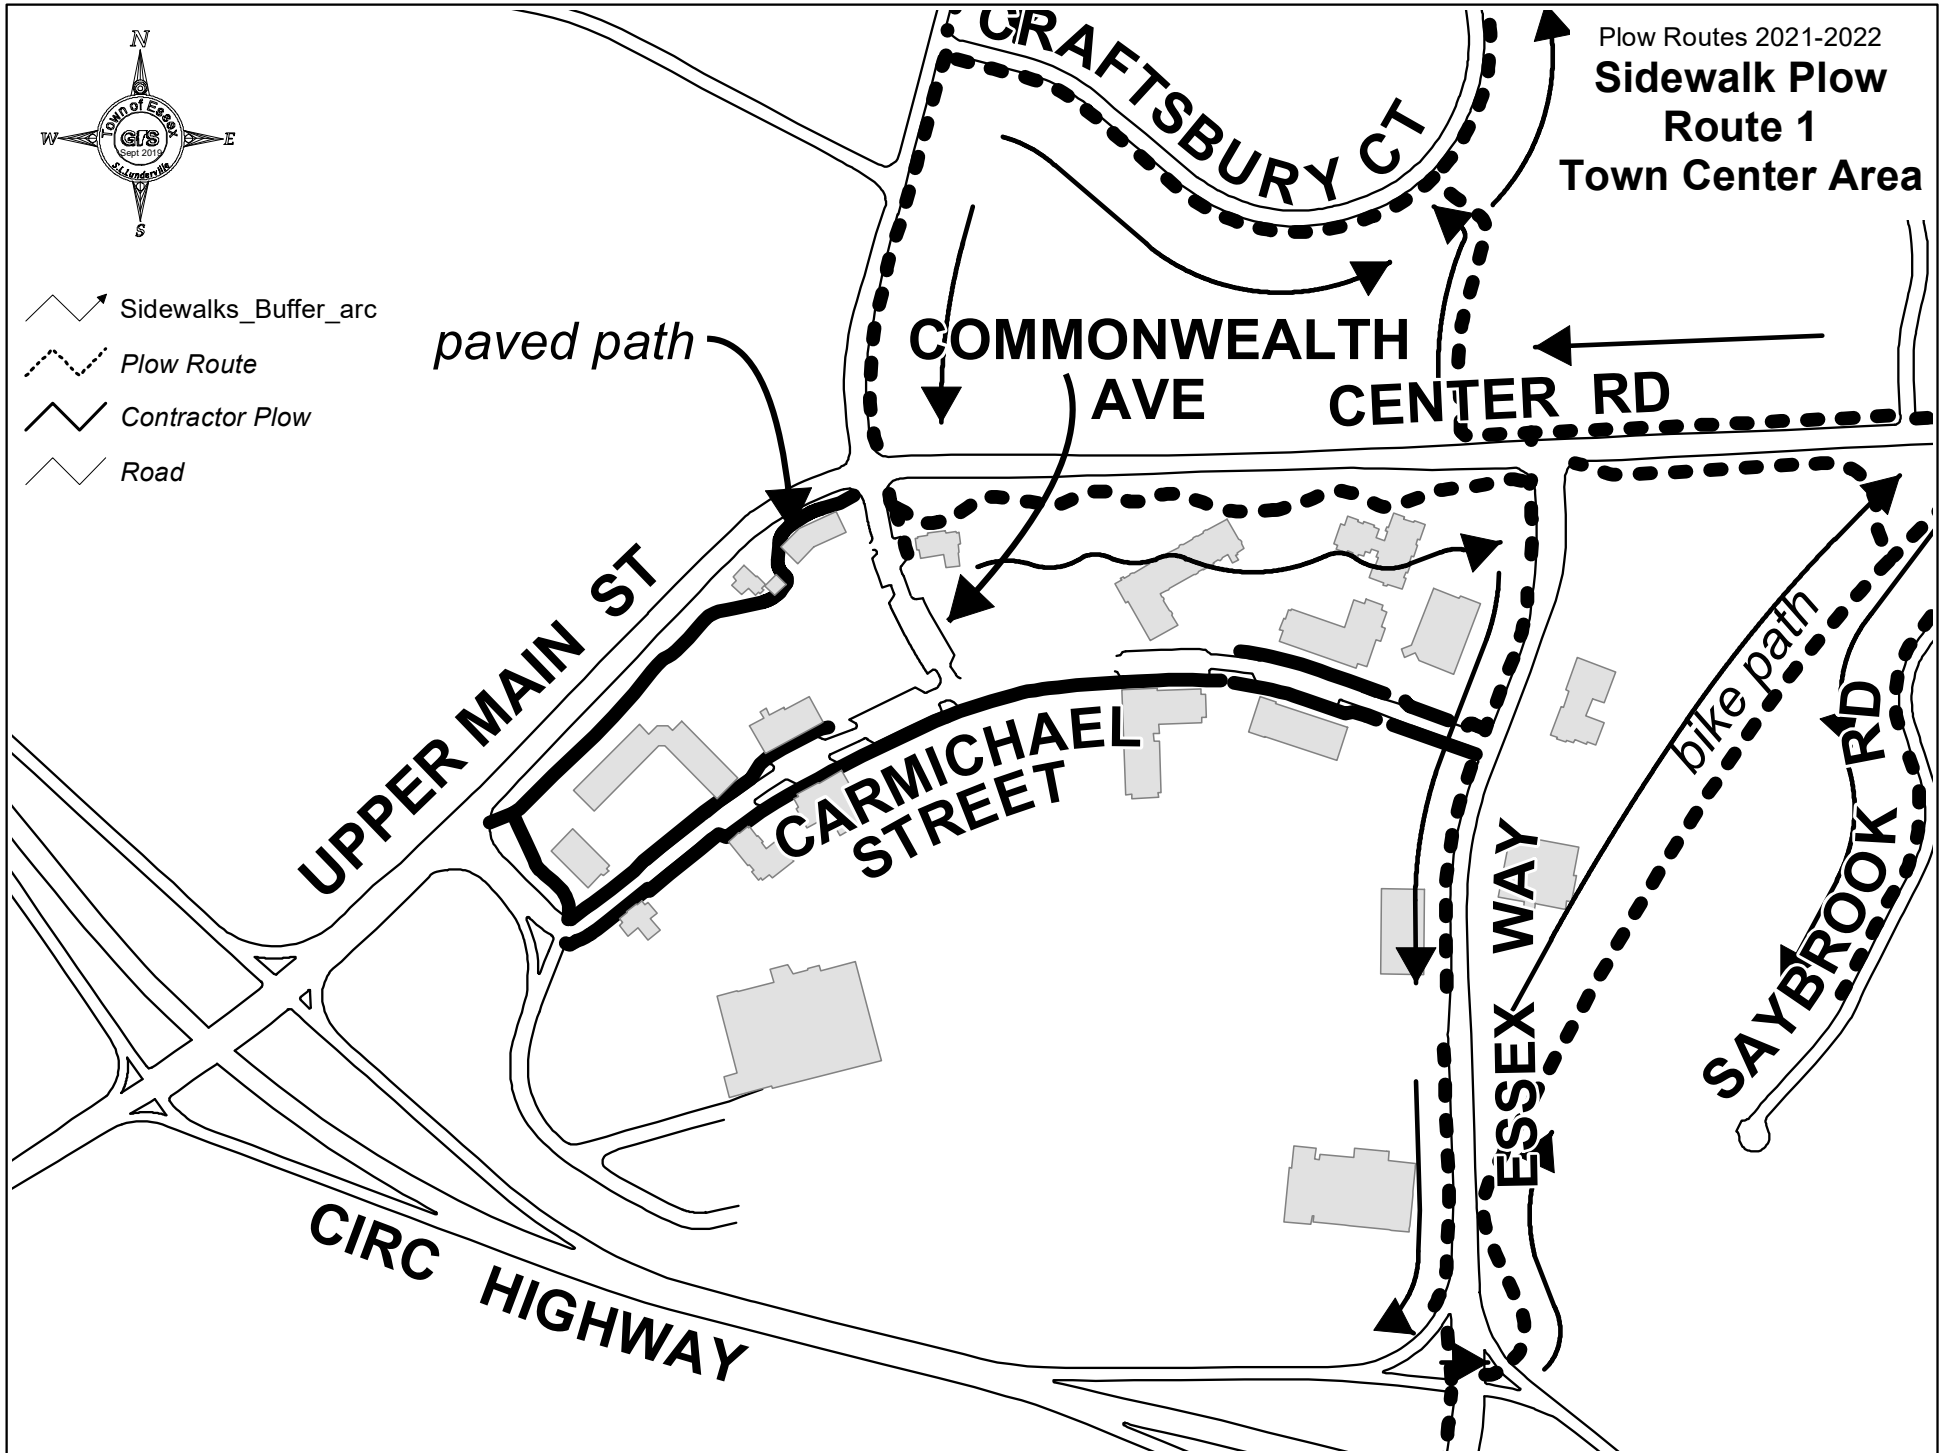 Plow Routes 2021-2022
Sidewalk Plow
Route 1
Town Center Area
N
W
E
S
Town of Essex
GIS
Sept 2019
S.L.Lunderville
Sidewalks_Buffer_arc
Plow Route
Contractor Plow
Road
CRAFTSBURY CT
paved path
COMMONWEALTH
AVE
CENTER RD
UPPER MAIN ST
CARMICHAEL
STREET
bike path
ESSEX WAY
SAYBROOK RD
CIRC HIGHWAY